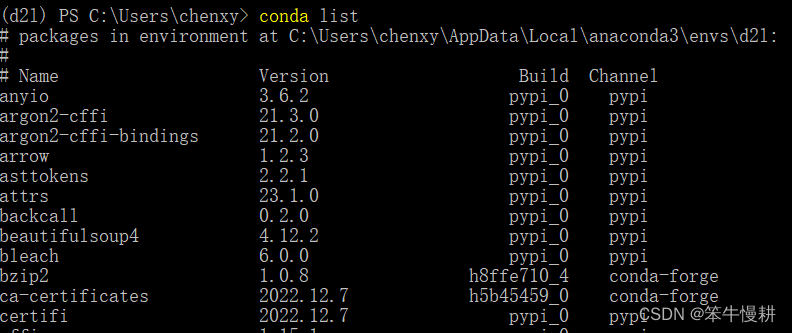 (d2l) PS C:\Users\chenxy> conda list
# packages in environment at C:\Users\chenxy\AppData\Local\anaconda3\envs\d2l:
#
# Name                    Version                   Build  Channel
anyio                     3.6.2                    pypi_0    pypi
argon2-cffi               21.3.0                   pypi_0    pypi
argon2-cffi-bindings      21.2.0                   pypi_0    pypi
arrow                     1.2.3                    pypi_0    pypi
asttokens                 2.2.1                    pypi_0    pypi
attrs                     23.1.0                   pypi_0    pypi
backcall                  0.2.0                    pypi_0    pypi
beautifulsoup4            4.12.2                   pypi_0    pypi
bleach                    6.0.0                    pypi_0    pypi
bzip2                     1.0.8                h8ffe710_4    conda-forge
ca-certificates           2022.12.7            h5b45459_0    conda-forge
certifi                   2022.12.7                pypi_0    pypi
CSDN @笨牛慢耕